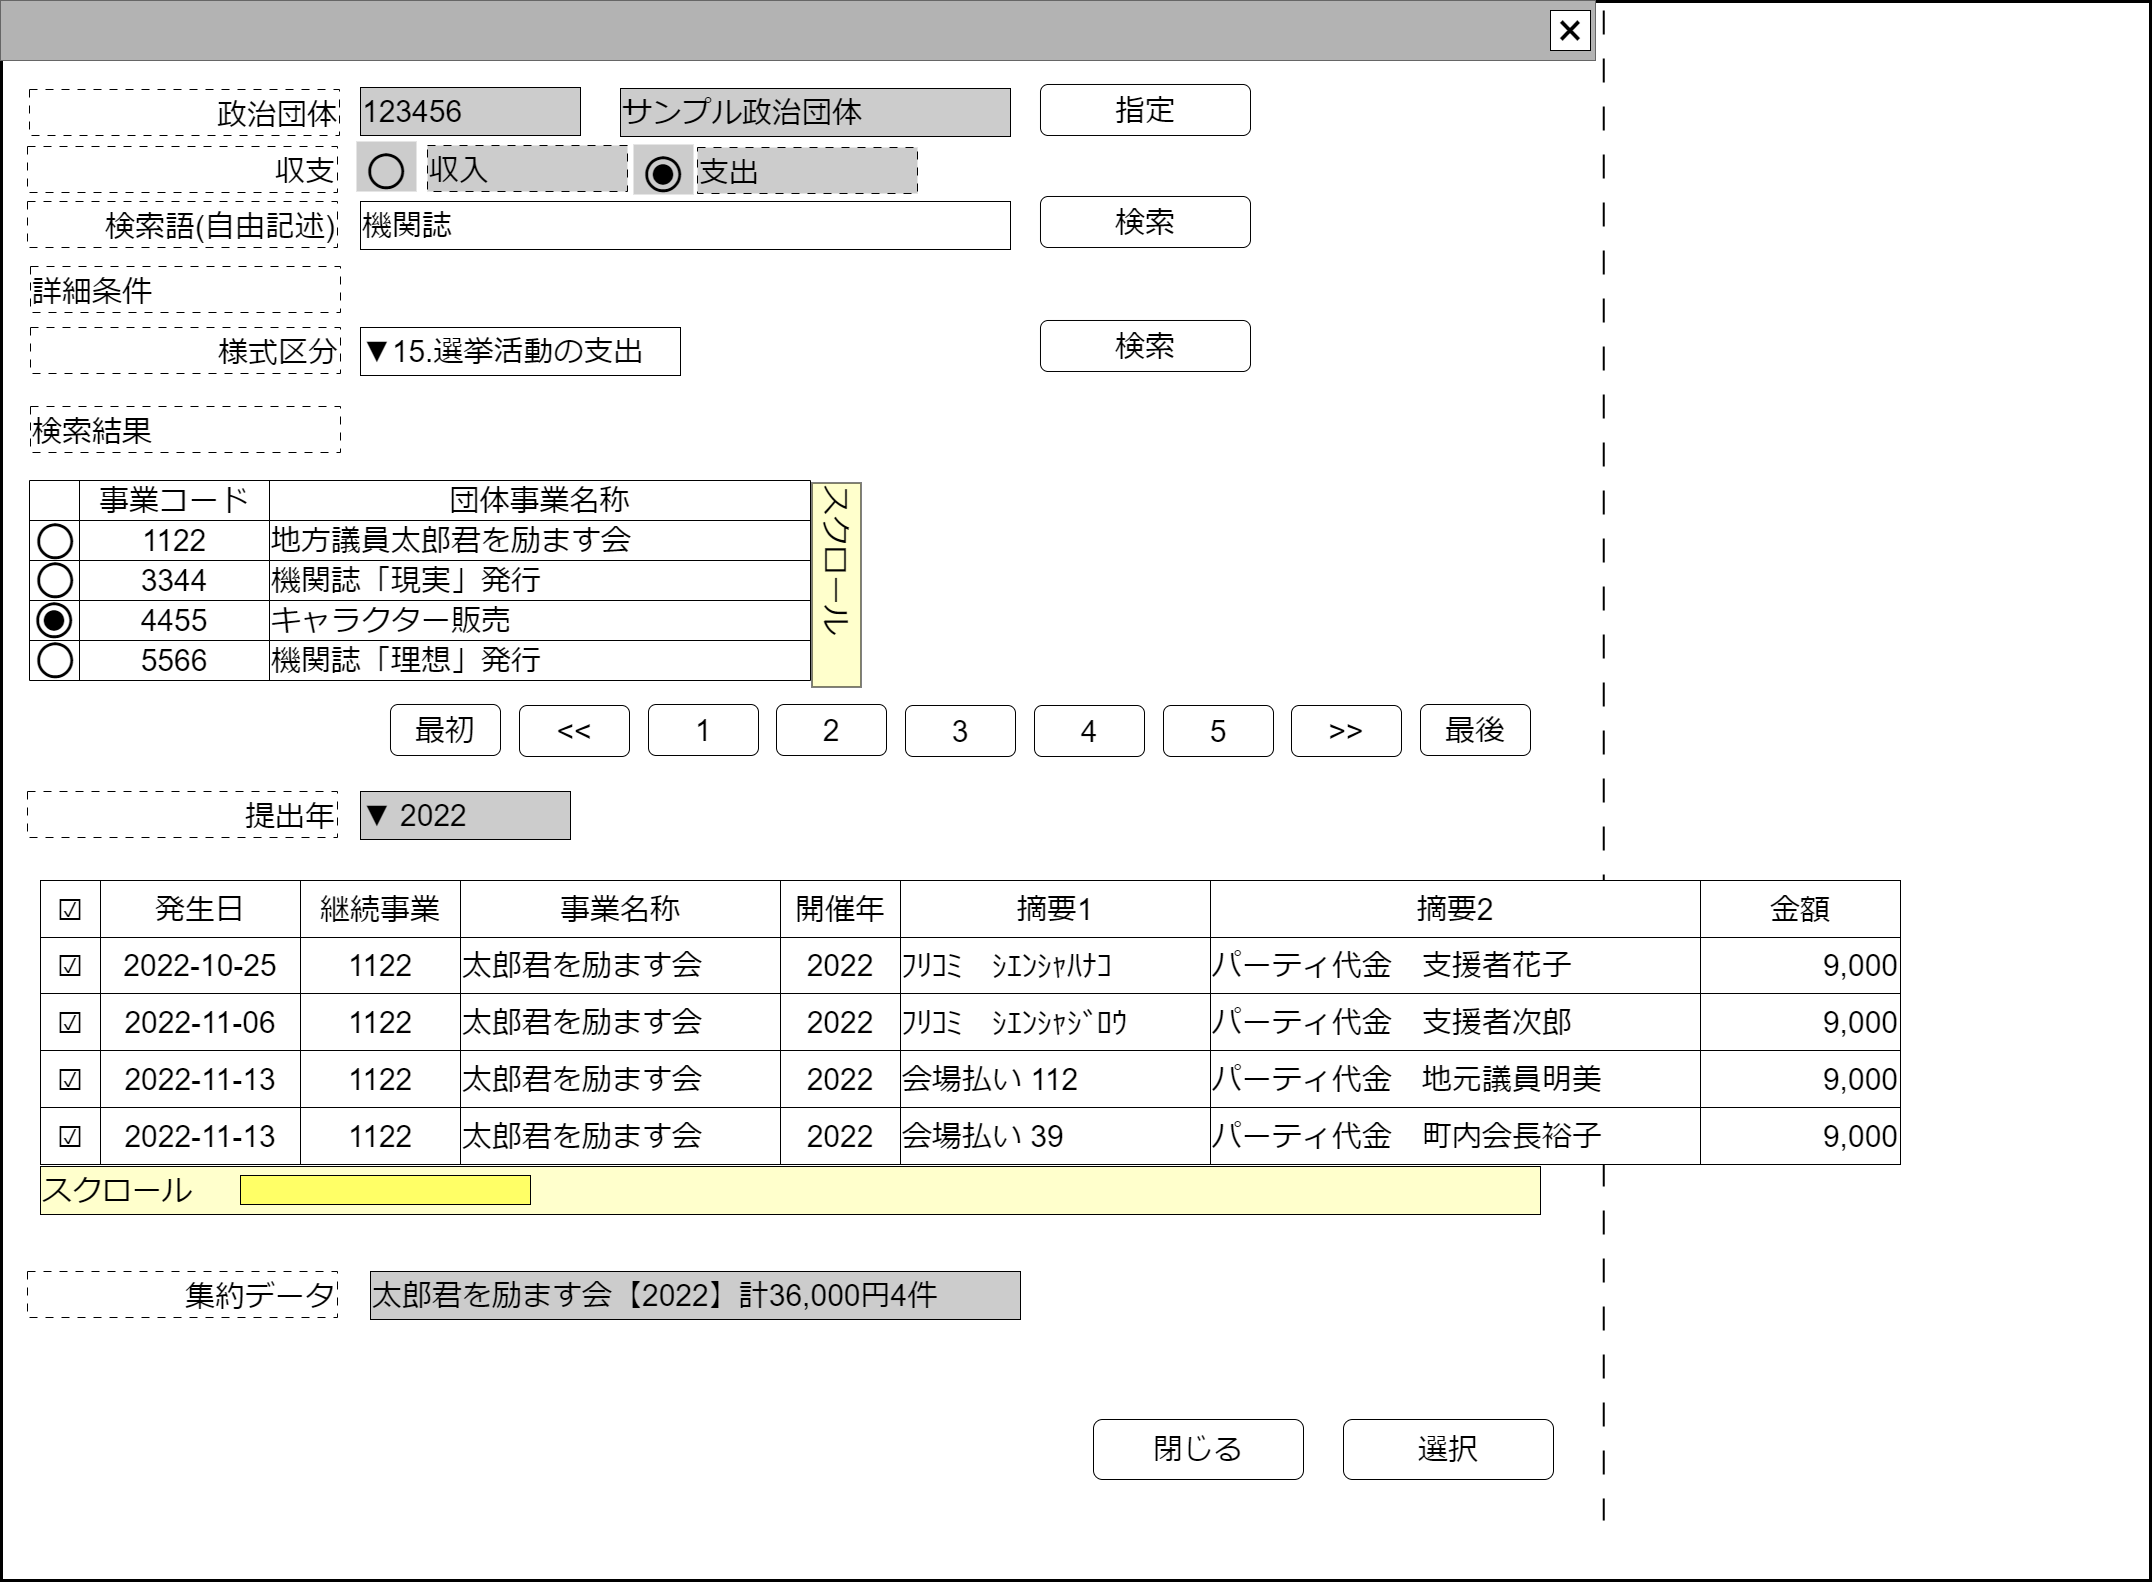 ×
政治団体 123456 サンプル政治団体 指定
収支 収入 支出
検索語(自由記述) 機関誌 検索
詳細条件
様式区分 ▼15.選挙活動の支出 検索
検索結果
事業コード 団体事業名称
1122 地方議員太郎君を励ます会
3344 機関誌「現実」発行
4455 キャラクター販売
5566 機関誌「理想」発行
スクロール
最初 << 1 2 3 4 5 >> 最後
提出年 ▼ 2022
☑ 発生日 継続事業 事業名称 開催年 摘要1 摘要2 金額
☑ 2022-10-25 1122 太郎君を励ます会 2022 ﾌﾘｺﾐ　ｼｴﾝｼｬﾊﾅｺ パーティ代金　支援者花子 9,000
☑ 2022-11-06 1122 太郎君を励ます会 2022 ﾌﾘｺﾐ　ｼｴﾝｼｬｼﾞﾛｳ パーティ代金　支援者次郎 9,000
☑ 2022-11-13 1122 太郎君を励ます会 2022 会場払い 112 パーティ代金　地元議員明美 9,000
☑ 2022-11-13 1122 太郎君を励ます会 2022 会場払い 39 パーティ代金　町内会長裕子 9,000
スクロール
集約データ 太郎君を励ます会【2022】計36,000円4件
閉じる 選択